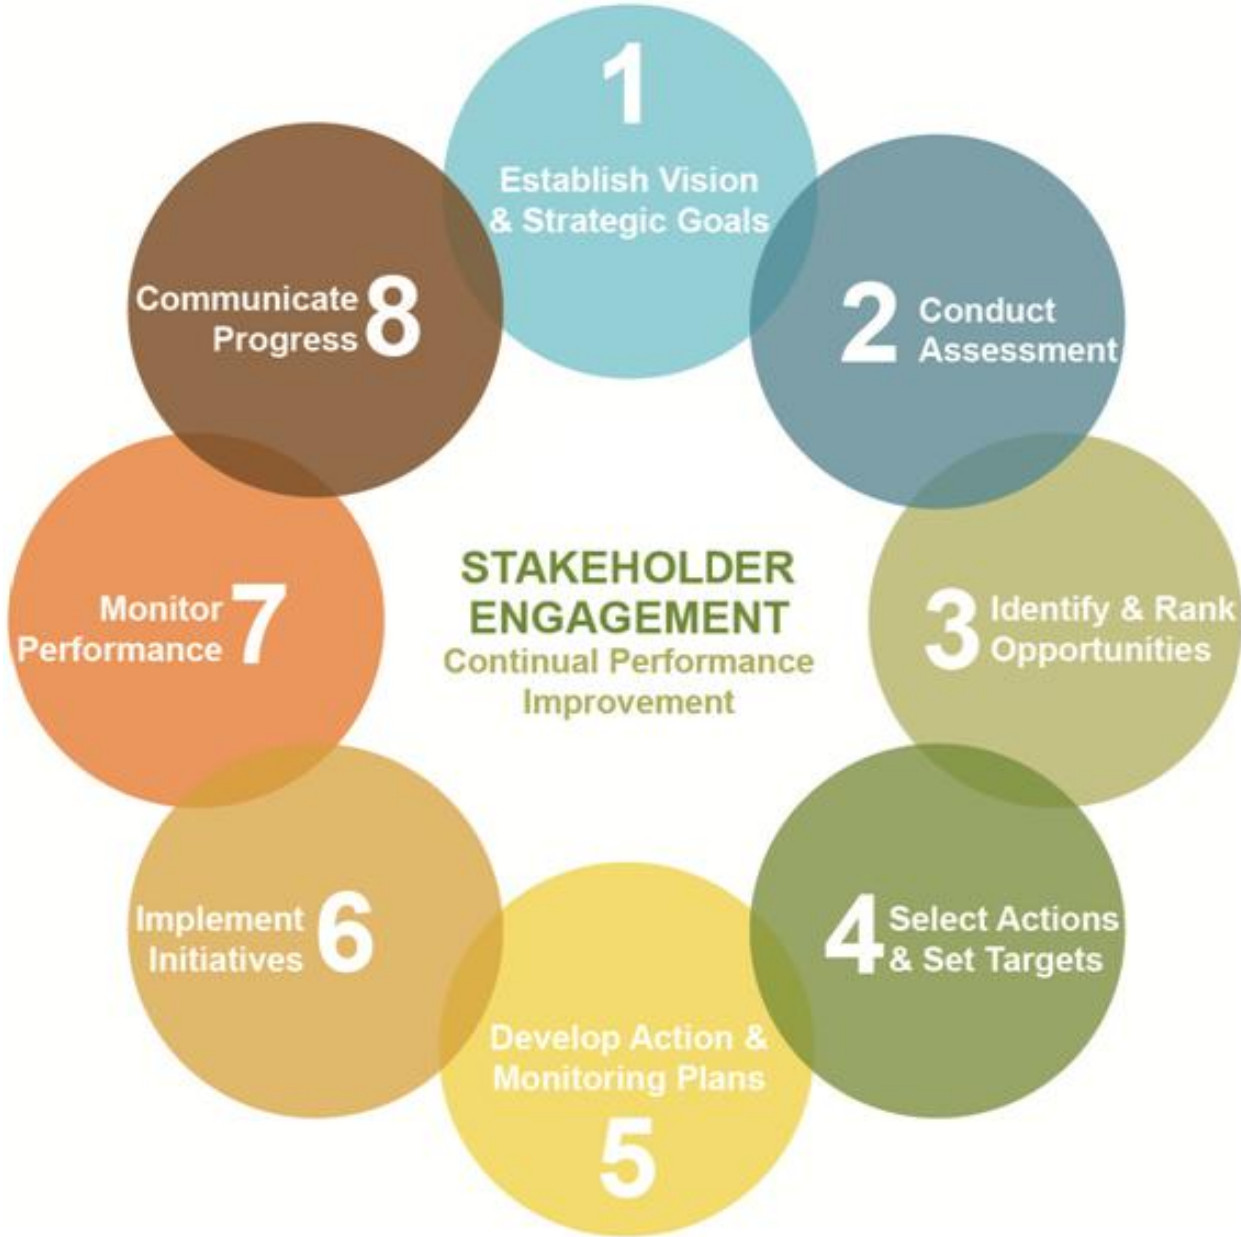 1
Establish Vision
& Strategic Goals
2
Conduct
Assessment
3
Identify & Rank
Opportunities
4
Select Actions
& Set Targets
Develop Action &
Monitoring Plans
5
Implement
Initiatives
6
Monitor
Performance
7
Communicate
Progress
8
STAKEHOLDER
ENGAGEMENT
Continual Performance
Improvement